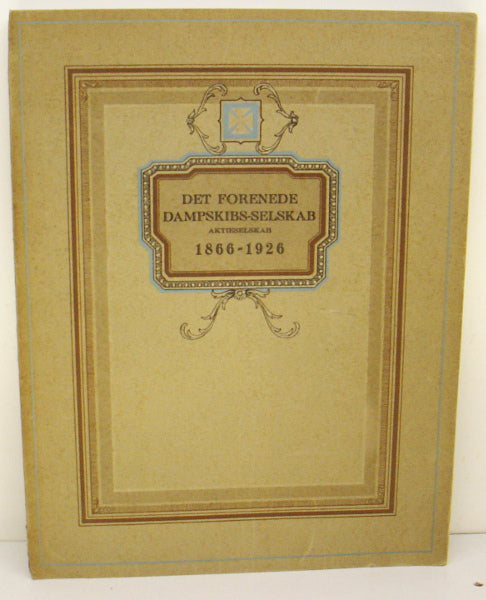 DET FORENEDE
DAMPSKIBS-SELSKAB
AKTIESELSKAB
1866-1926